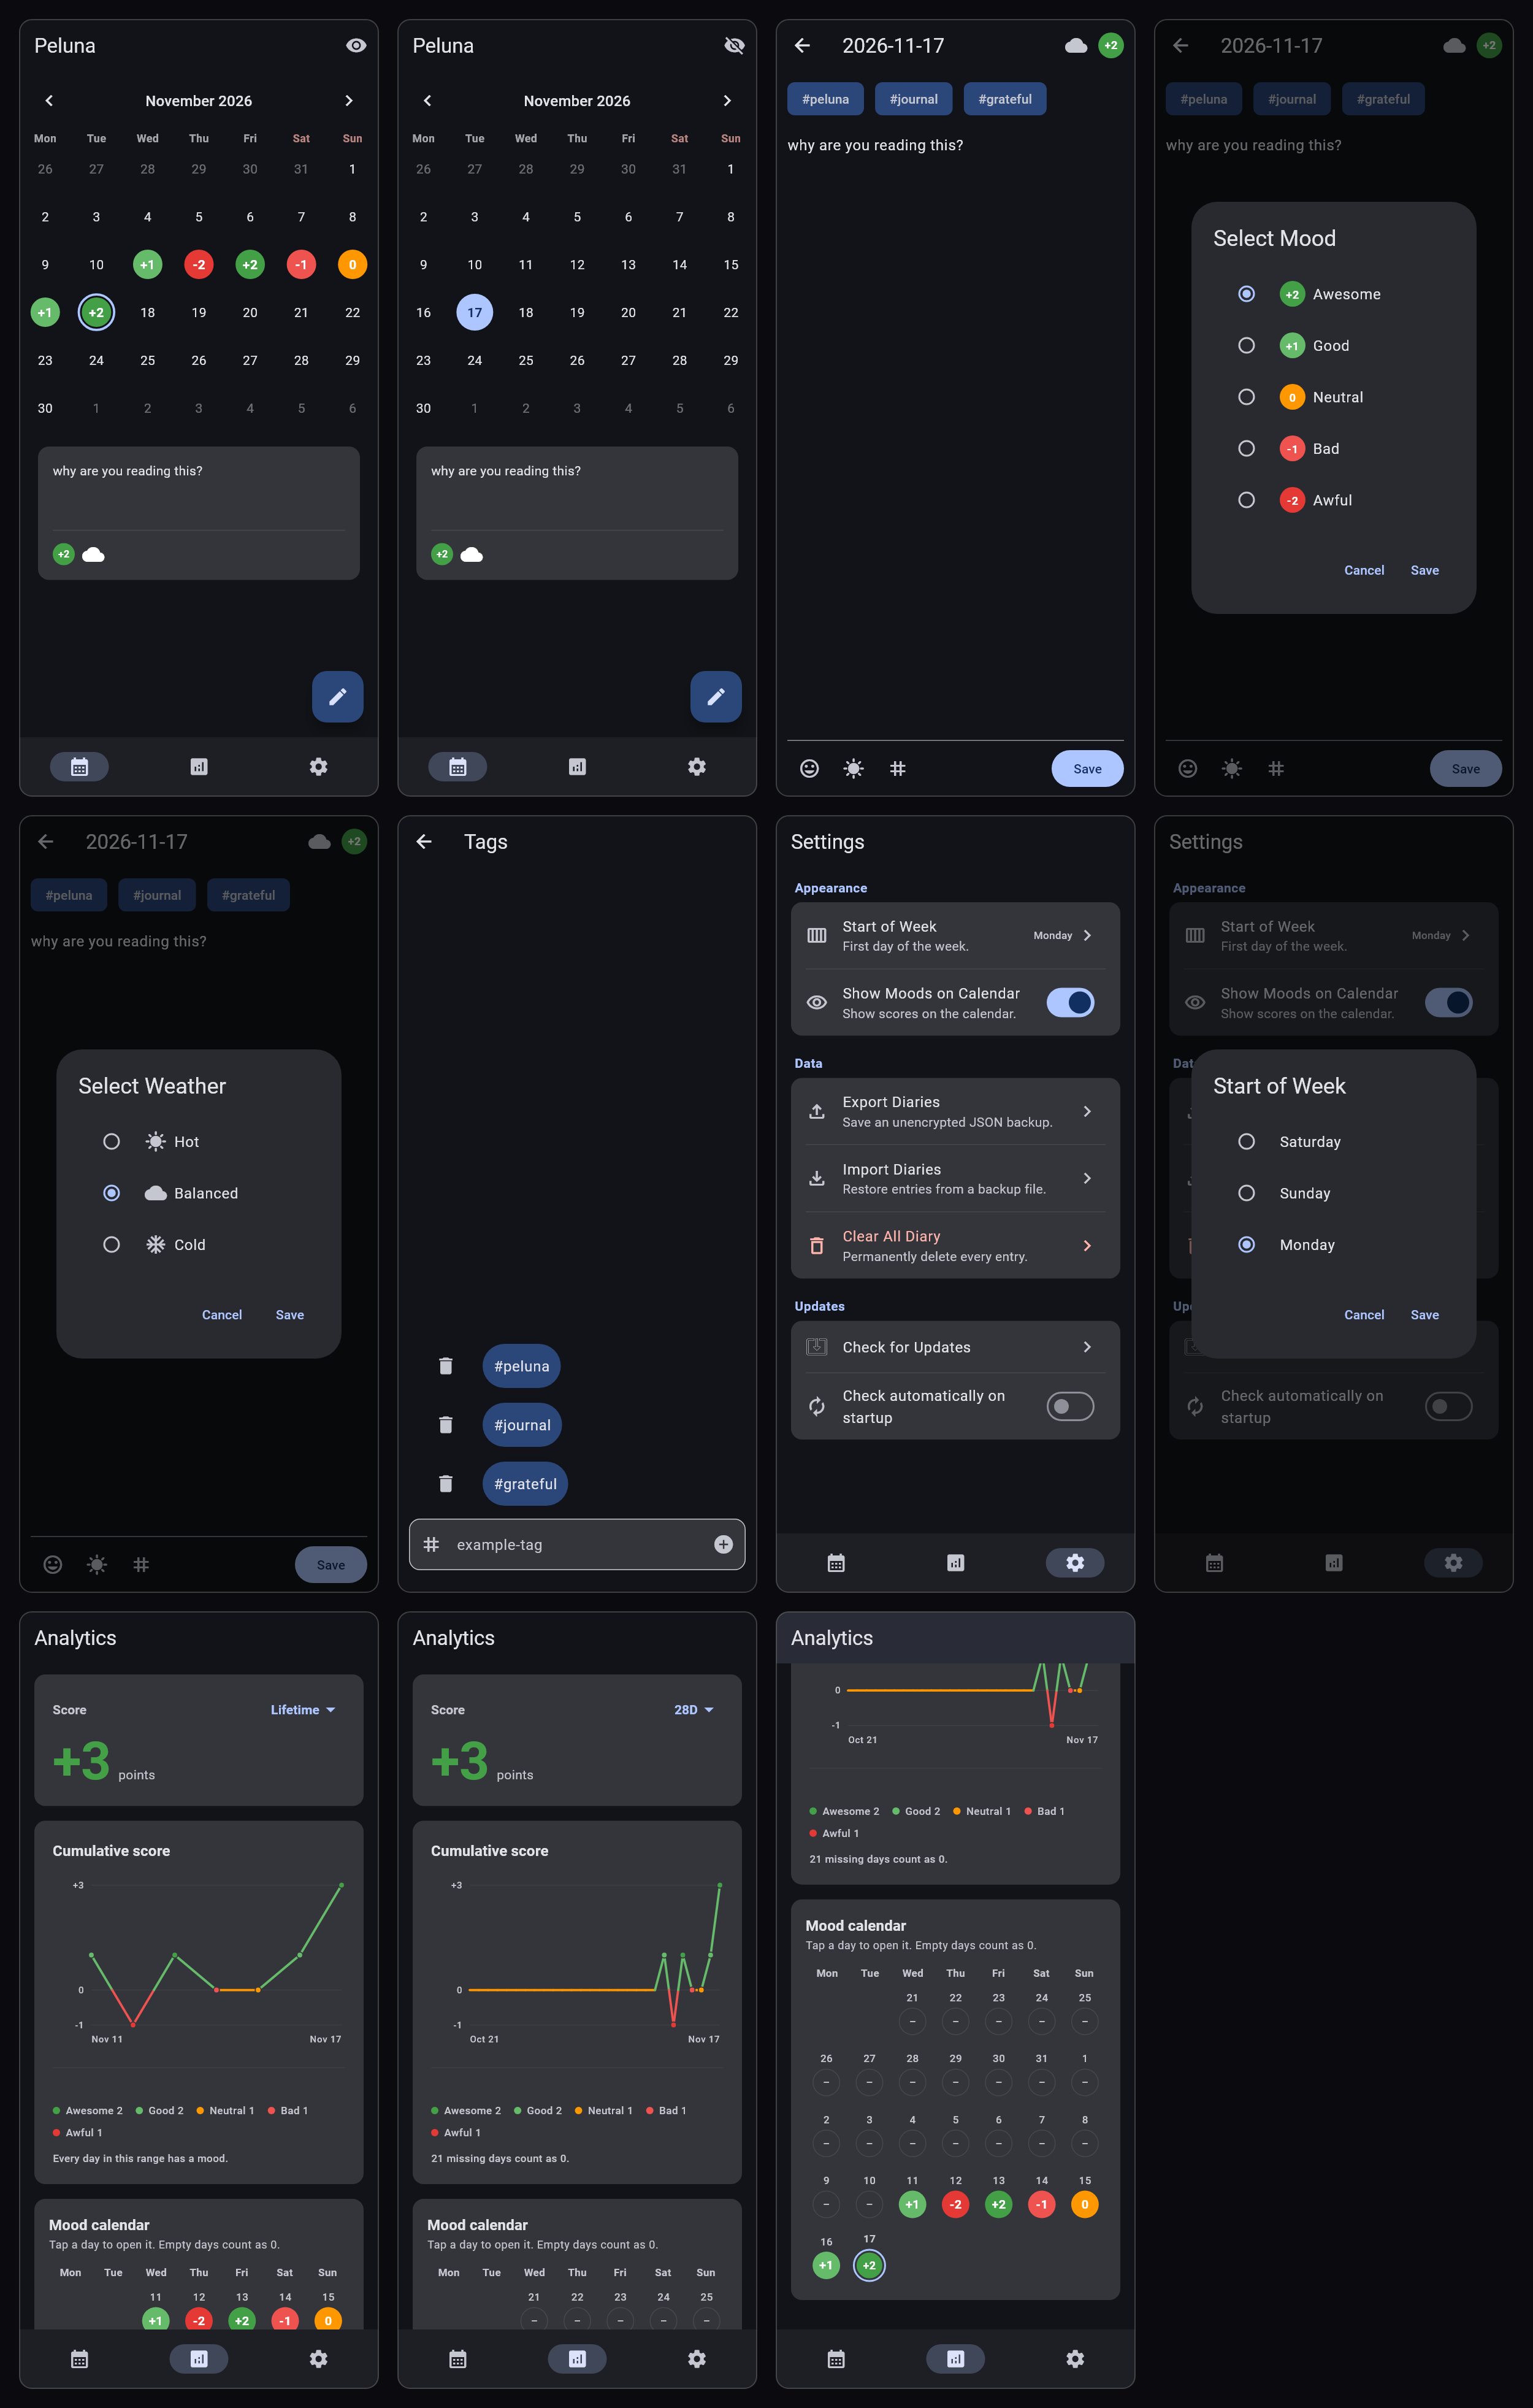 Peluna
November 2026
Mon Tue Wed Thu Fri Sat Sun
26 27 28 29 30 31 1
2 3 4 5 6 7 8
9 10 +1 -2 +2 -1 0
+1 +2 18 19 20 21 22
23 24 25 26 27 28 29
30 1 2 3 4 5 6
why are you reading this?
+2
Peluna
November 2026
Mon Tue Wed Thu Fri Sat Sun
26 27 28 29 30 31 1
2 3 4 5 6 7 8
9 10 11 12 13 14 15
16 17 18 19 20 21 22
23 24 25 26 27 28 29
30 1 2 3 4 5 6
why are you reading this?
+2
2026-11-17 +2
#peluna #journal #grateful
why are you reading this?
Save
2026-11-17 +2
#peluna #journal #grateful
why are you reading this?
Select Mood
+2 Awesome
+1 Good
0 Neutral
-1 Bad
-2 Awful
Cancel Save
Save
2026-11-17 +2
#peluna #journal #grateful
why are you reading this?
Select Weather
Hot
Balanced
Cold
Cancel Save
Save
Tags
#peluna
#journal
#grateful
# example-tag
Settings
Appearance
Start of Week
First day of the week.
Monday
Show Moods on Calendar
Show scores on the calendar.
Data
Export Diaries
Save an unencrypted JSON backup.
Import Diaries
Restore entries from a backup file.
Clear All Diary
Permanently delete every entry.
Updates
Check for Updates
Check automatically on
startup
Settings
Appearance
Start of Week
First day of the week.
Monday
Show Moods on Calendar
Show scores on the calendar.
Dat
Start of Week
Saturday
Sunday
Monday
Cancel Save
Up
Check automatically on
startup
Analytics
Score Lifetime
+3 points
Cumulative score
+3
0
-1
Nov 11 Nov 17
Awesome 2 Good 2 Neutral 1 Bad 1
Awful 1
Every day in this range has a mood.
Mood calendar
Tap a day to open it. Empty days count as 0.
Mon Tue Wed Thu Fri Sat Sun
11 12 13 14 15
+1 -2 +2 -1 0
Analytics
Score 28D
+3 points
Cumulative score
+3
0
-1
Oct 21 Nov 17
Awesome 2 Good 2 Neutral 1 Bad 1
Awful 1
21 missing days count as 0.
Mood calendar
Tap a day to open it. Empty days count as 0.
Mon Tue Wed Thu Fri Sat Sun
21 22 23 24 25
– – – – –
Analytics
0
-1
Oct 21 Nov 17
Awesome 2 Good 2 Neutral 1 Bad 1
Awful 1
21 missing days count as 0.
Mood calendar
Tap a day to open it. Empty days count as 0.
Mon Tue Wed Thu Fri Sat Sun
21 22 23 24 25
– – – – –
26 27 28 29 30 31 1
– – – – – – –
2 3 4 5 6 7 8
– – – – – – –
9 10 11 12 13 14 15
– – +1 -2 +2 -1 0
16 17
+1 +2